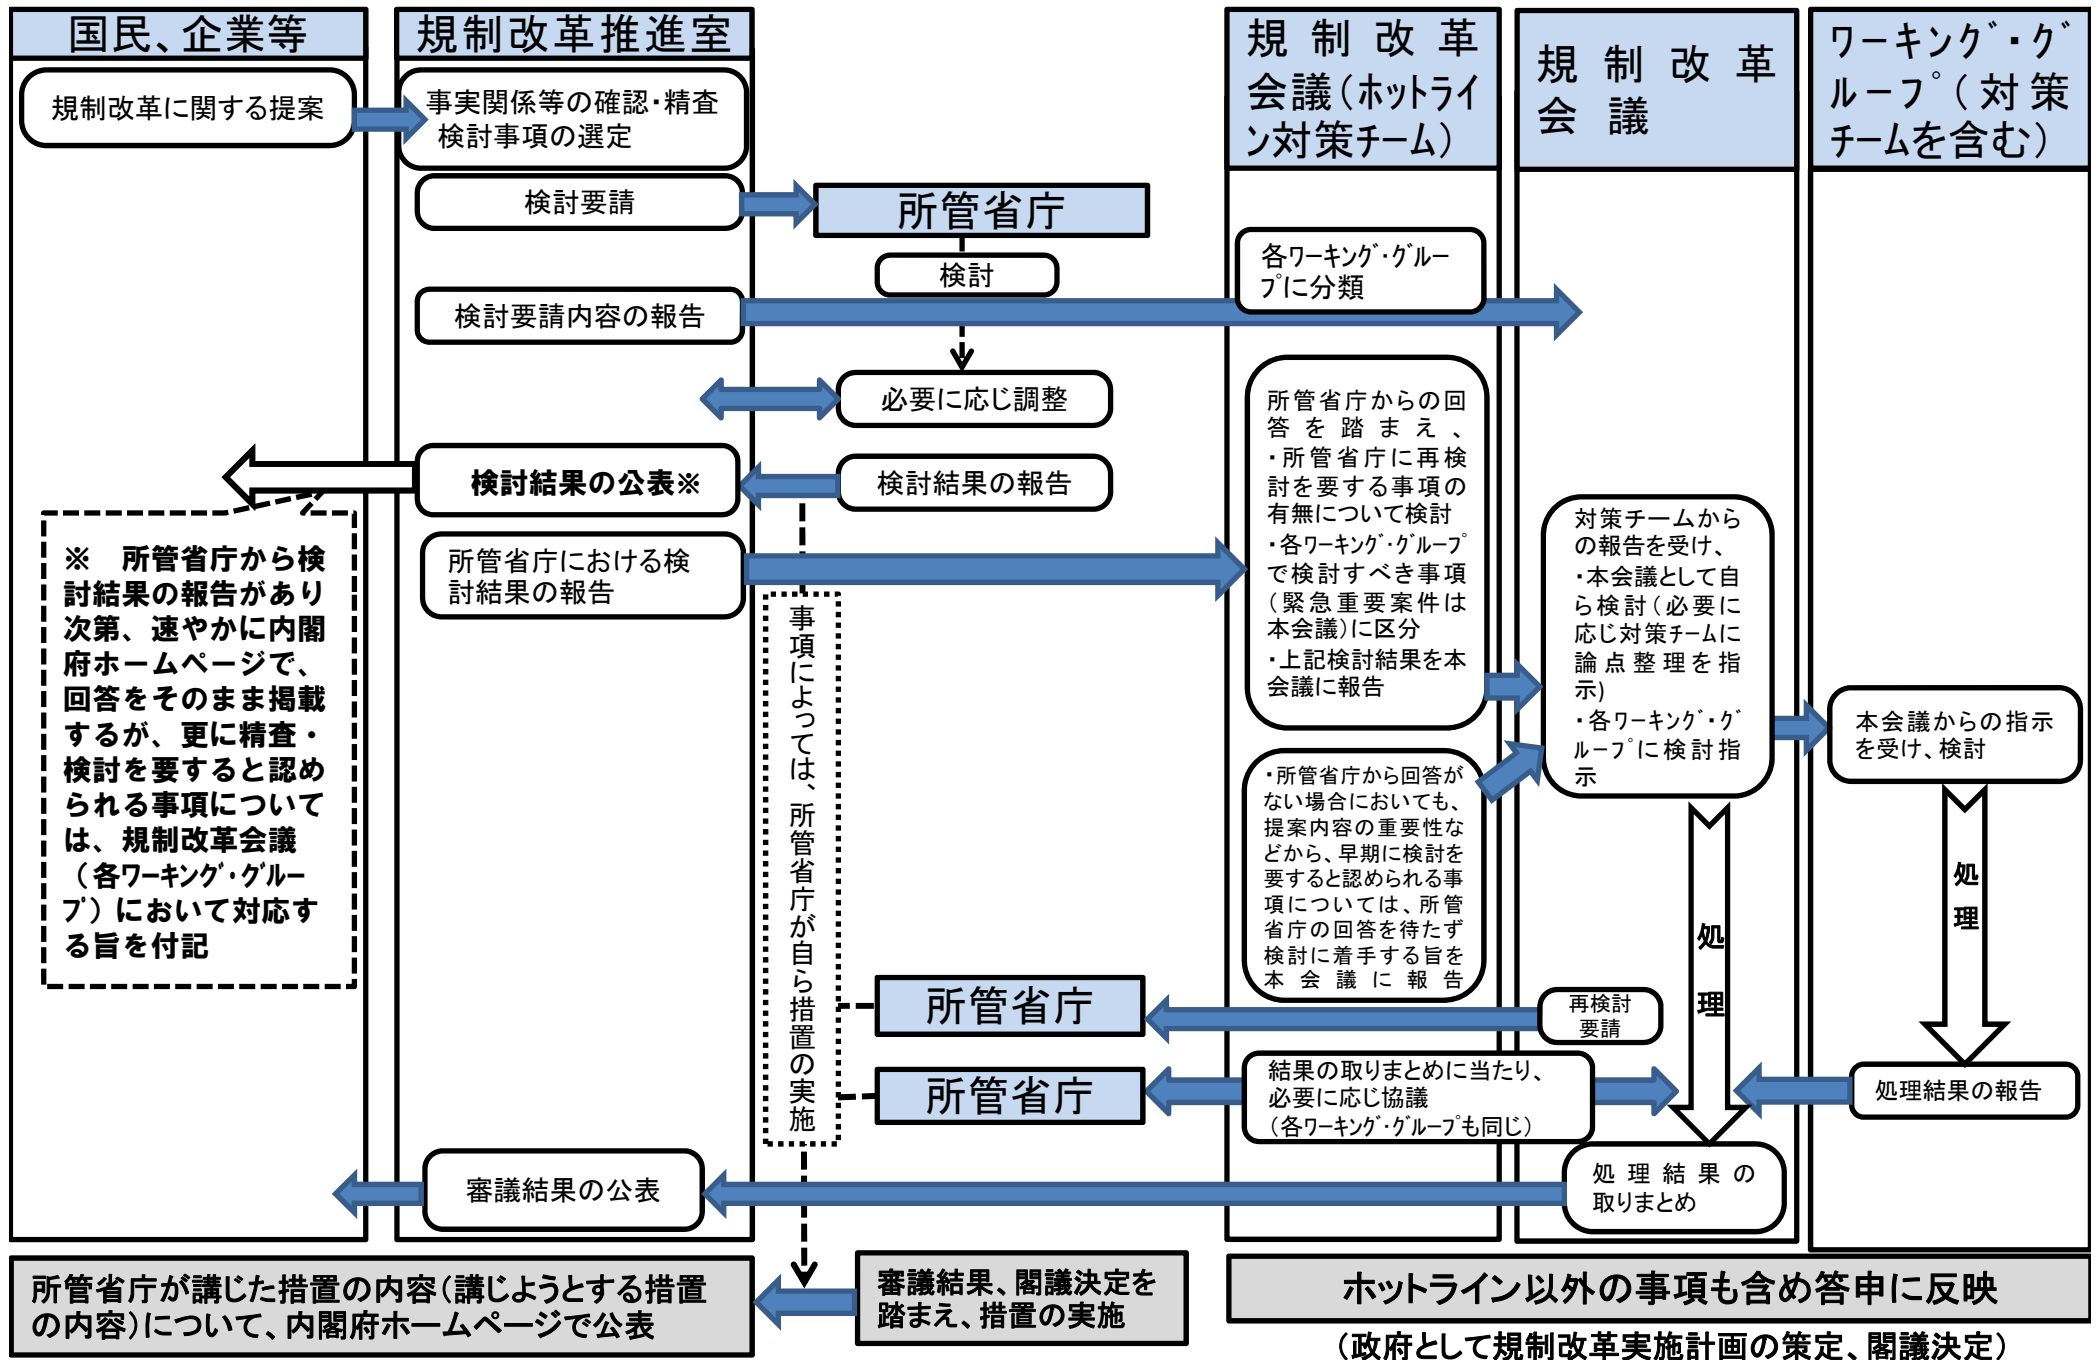 国民、企業等
規制改革に関する提案
※　所管省庁から検
討結果の報告があり
次第、速やかに内閣
府ホームページで、
回答をそのまま掲載
するが、更に精査・
検討を要すると認め
られる事項について
は、規制改革会議
（各ﾜｰｷﾝｸﾞ･ｸﾞﾙｰ
ﾌﾟ）において対応す
る旨を付記
規制改革推進室
事実関係等の確認・精査
検討事項の選定
検討要請
検討要請内容の報告
検討結果の公表※
所管省庁における検
討結果の報告
審議結果の公表
所管省庁
検討
必要に応じ調整
検討結果の報告
事項によっては、所管省庁が自ら措置の実施
所管省庁
所管省庁
規制改革
会議（ﾎｯﾄﾗｲ
ﾝ対策ﾁｰﾑ）
各ﾜｰｷﾝｸﾞ･ｸﾞﾙｰ
ﾌﾟに分類
所管省庁からの回
答を踏まえ、
・所管省庁に再検
討を要する事項の
有無について検討
・各ﾜｰｷﾝｸﾞ･ｸﾞﾙｰﾌﾟ
で検討すべき事項
（緊急重要案件は
本会議）に区分
・上記検討結果を本
会議に報告
・所管省庁から回答が
ない場合においても、
提案内容の重要性な
どから、早期に検討を
要すると認められる事
項については、所管
省庁の回答を待たず
検討に着手する旨を
本会議に報告
結果の取りまとめに当たり、
必要に応じ協議
（各ﾜｰｷﾝｸﾞ･ｸﾞﾙｰﾌﾟも同じ）
規制改革
会議
対策チームから
の報告を受け、
・本会議として自
ら検討（必要に
応じ対策ﾁｰﾑに
論点整理を指
示）
・各ﾜｰｷﾝｸﾞ・ｸﾞ
ﾙｰﾌﾟに検討指
示
処理
再検討
要請
処理結果の
取りまとめ
ワーキング・グ
ループ（対策
ﾁｰﾑを含む）
本会議からの指示
を受け、検討
処理
処理結果の報告
所管省庁が講じた措置の内容（講じようとする措置
の内容）について、内閣府ホームページで公表
審議結果、閣議決定を
踏まえ、措置の実施
ホットライン以外の事項も含め答申に反映
（政府として規制改革実施計画の策定、閣議決定）